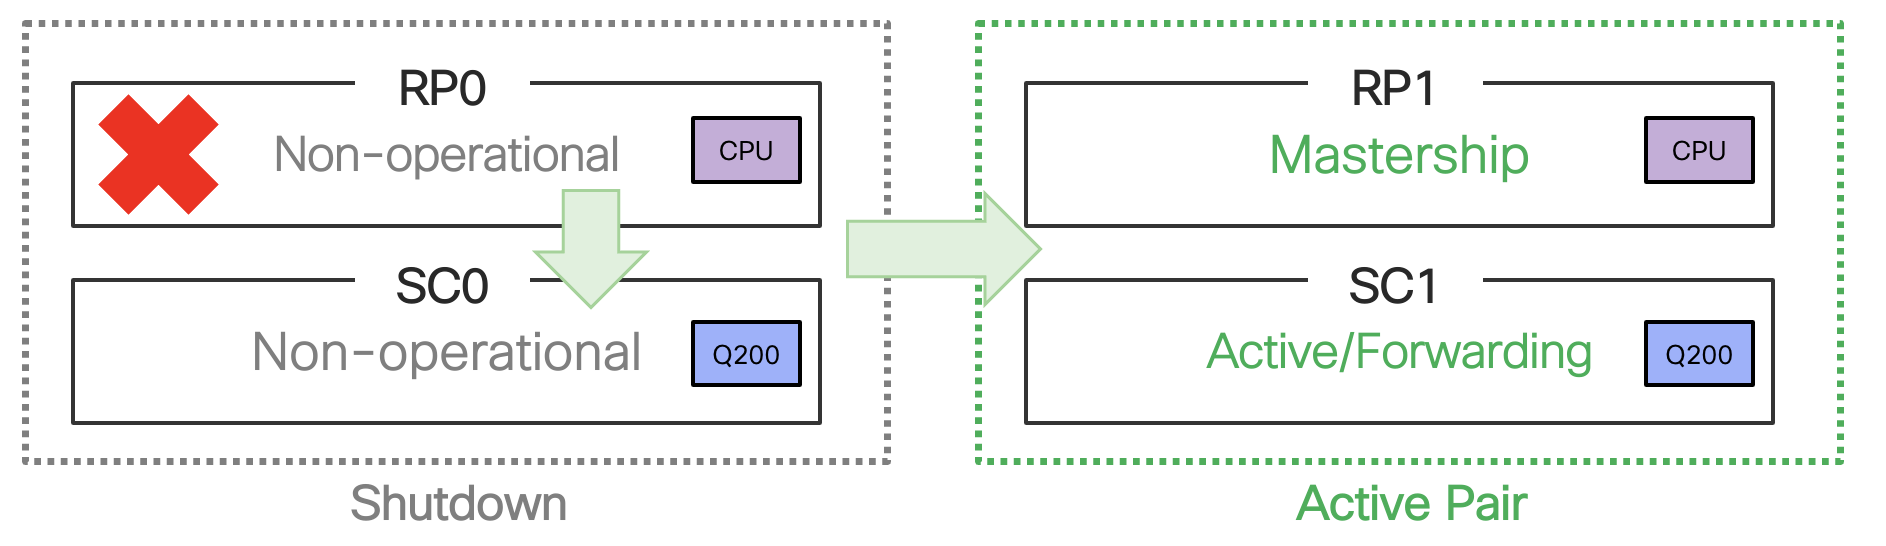 RP0
Non-operational
CPU
SC0
Non-operational
Q200
Shutdown
RP1
Mastership
CPU
SC1
Active/Forwarding
Q200
Active Pair